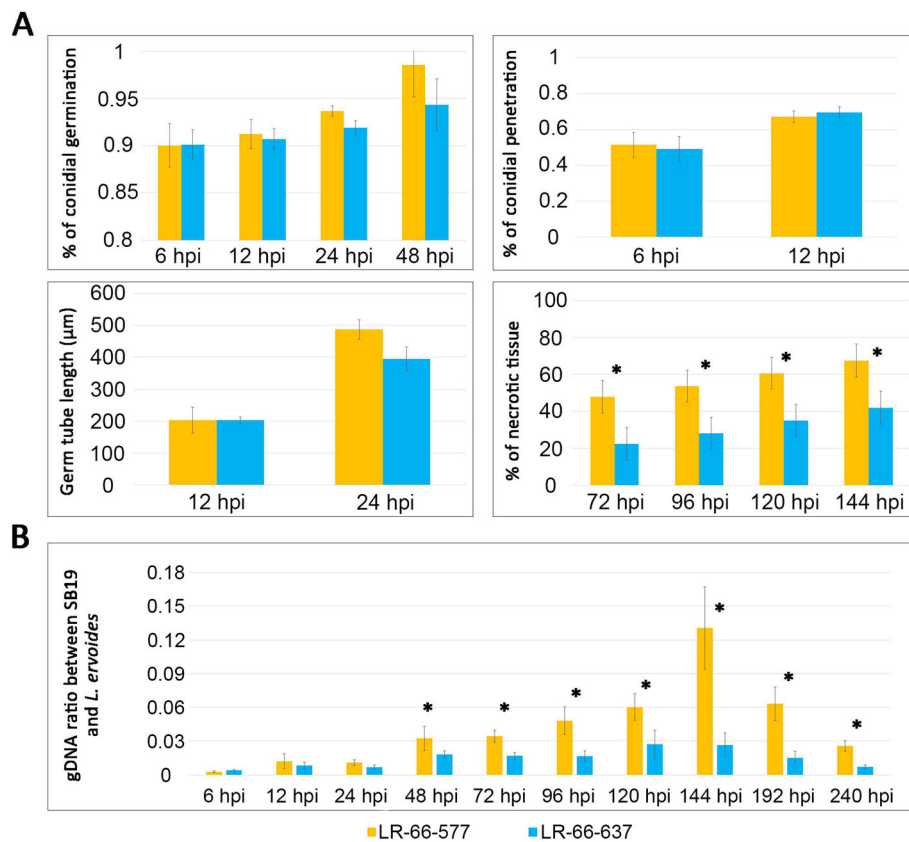 A
% of conidial germination
1
0.95
0.9
0.85
0.8
6 hpi 12 hpi 24 hpi 48 hpi
% of conidial penetration
1
0.8
0.6
0.4
0.2
0
6 hpi 12 hpi
Germ tube length (µm)
600
500
400
300
200
100
0
12 hpi 24 hpi
% of necrotic tissue
100
80
60
40
20
0
* * * *
72 hpi 96 hpi 120 hpi 144 hpi
B
gDNA ratio between SB19
and L. ervoides
0.18
0.15
0.12
0.09
0.06
0.03
0
* * * * * * *
6 hpi 12 hpi 24 hpi 48 hpi 72 hpi 96 hpi 120 hpi 144 hpi 192 hpi 240 hpi
LR-66-577 LR-66-637